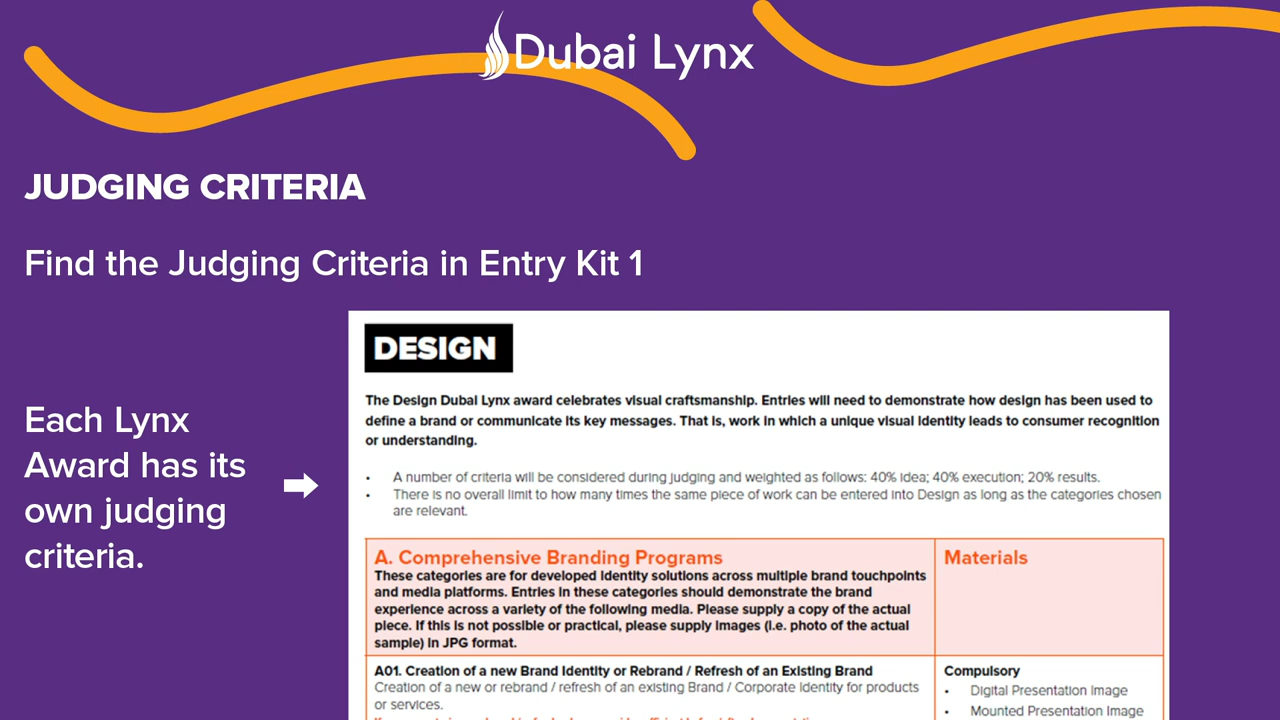 Dubai Lynx
JUDGING CRITERIA
Find the Judging Criteria in Entry Kit 1
Each Lynx
Award has its
own judging
criteria.
DESIGN
The Design Dubai Lynx award celebrates visual craftsmanship. Entries will need to demonstrate how design has been used to
define a brand or communicate its key messages. That is, work in which a unique visual identity leads to consumer recognition
or understanding.
• A number of criteria will be considered during judging and weighted as follows: 40% idea; 40% execution; 20% results.
• There is no overall limit to how many times the same piece of work can be entered into Design as long as the categories chosen
are relevant.
A. Comprehensive Branding Programs
These categories are for developed identity solutions across multiple brand touchpoints
and media platforms. Entries in these categories should demonstrate the brand
experience across a variety of the following media. Please supply a copy of the actual
piece. If this is not possible or practical, please supply images (i.e. photo of the actual
sample) in JPG format.
Materials
A01. Creation of a new Brand Identity or Rebrand / Refresh of an Existing Brand
Creation of a new or rebrand / refresh of an existing Brand / Corporate Identity for products
or services.
Compulsory
• Digital Presentation Image
• Mounted Presentation Image